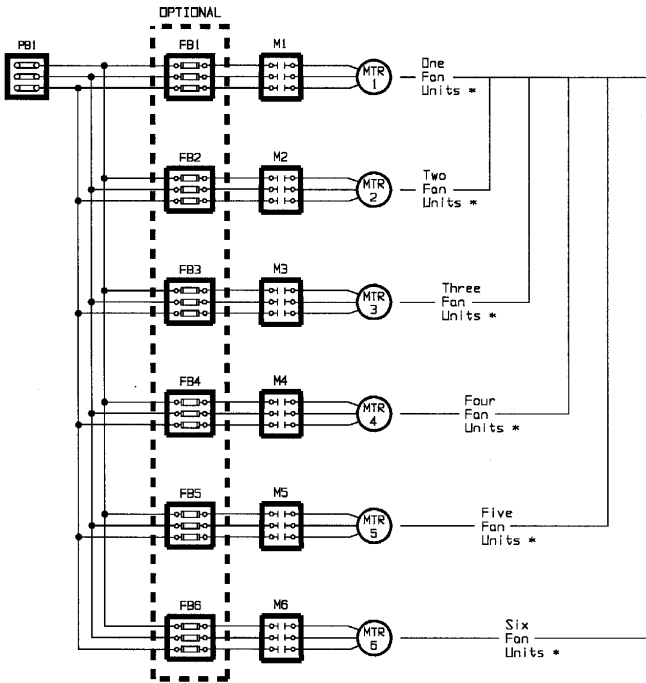 OPTIONAL
PB1
FB1
M1
MTR
1
One
Fan
Units *
FB2
M2
MTR
2
Two
Fan
Units *
FB3
M3
MTR
3
Three
Fan
Units *
FB4
M4
MTR
4
Four
Fan
Units *
FB5
M5
MTR
5
Five
Fan
Units *
FB6
M6
MTR
6
Six
Fan
Units *